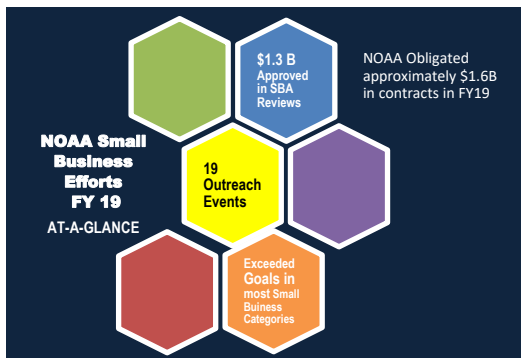 $1.3 B
Approved
in SBA
Reviews
NOAA Obligated
approximately $1.6B
in contracts in FY19
NOAA Small
Business
Efforts
FY 19
AT-A-GLANCE
19
Outreach
Events
Exceeded
Goals in
most Small
Buiness
Categories